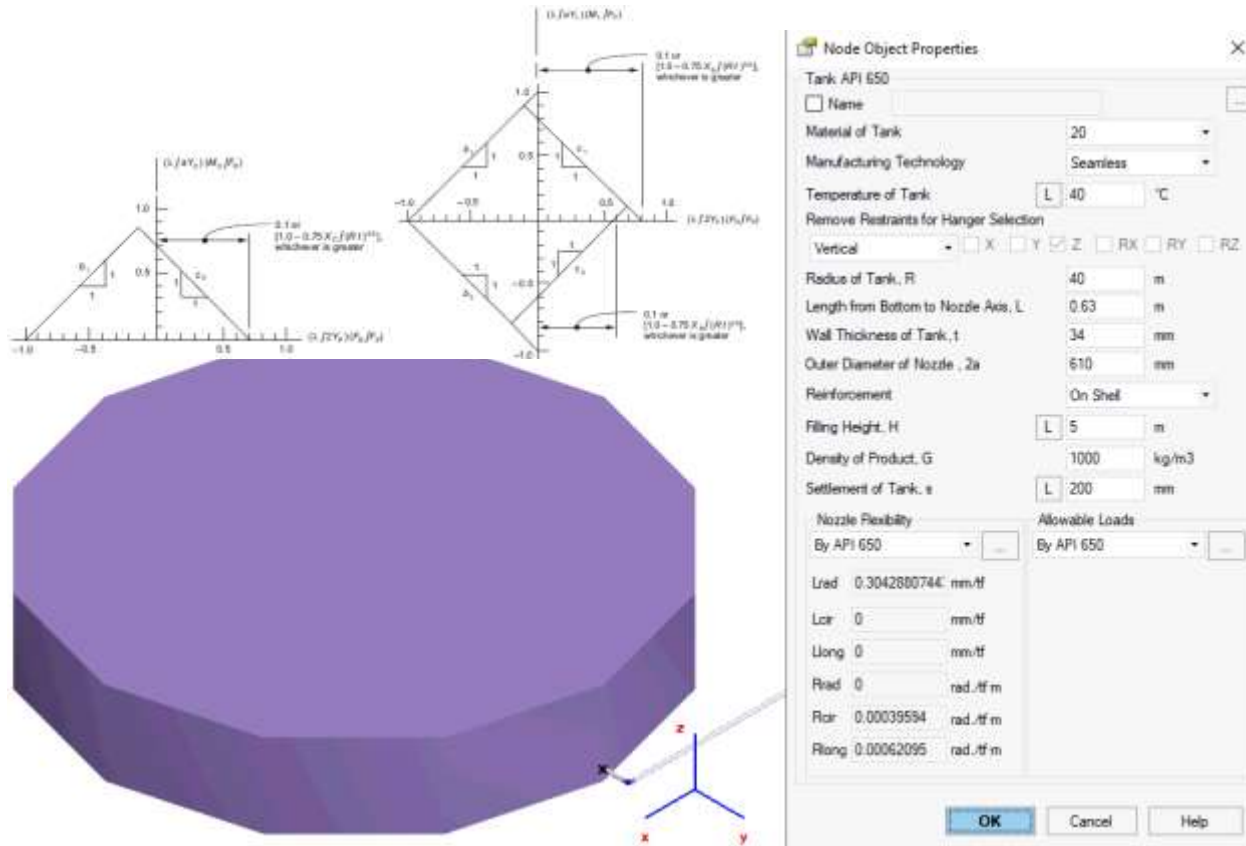 1.0
0.5
−1.0
−0.5
0.5
1.0
0.1 or
whichever is greater
0.1 or
whichever is greater
1.0
0.5
−1.0
−0.5
0.5
1.0
−0.5
−1.0
0.1 or
whichever is greater
z
x
y
Node Object Properties
Tank API 650
Name
...
Material of Tank 20
Manufacturing Technology Seamless
Temperature of Tank L 40 °C
Remove Restraints for Hanger Selection
Vertical X Y Z RX RY RZ
Radius of Tank, R 40 m
Length from Bottom to Nozzle Axis, L 0.63 m
Wall Thickness of Tank, t 34 mm
Outer Diameter of Nozzle , 2a 610 mm
Reinforcement On Shell
Filling Height, H L 5 m
Density of Product, G 1000 kg/m3
Settlement of Tank, s L 200 mm
Nozzle Flexibility Allowable Loads
By API 650 ... By API 650 ...
Lrad 0.3042880744 mm/tf
Lcir 0 mm/tf
Llong 0 mm/tf
Rrad 0 rad./tf m
Rcir 0.00039594 rad./tf m
Rlong 0.00062095 rad./tf m
OK Cancel Help